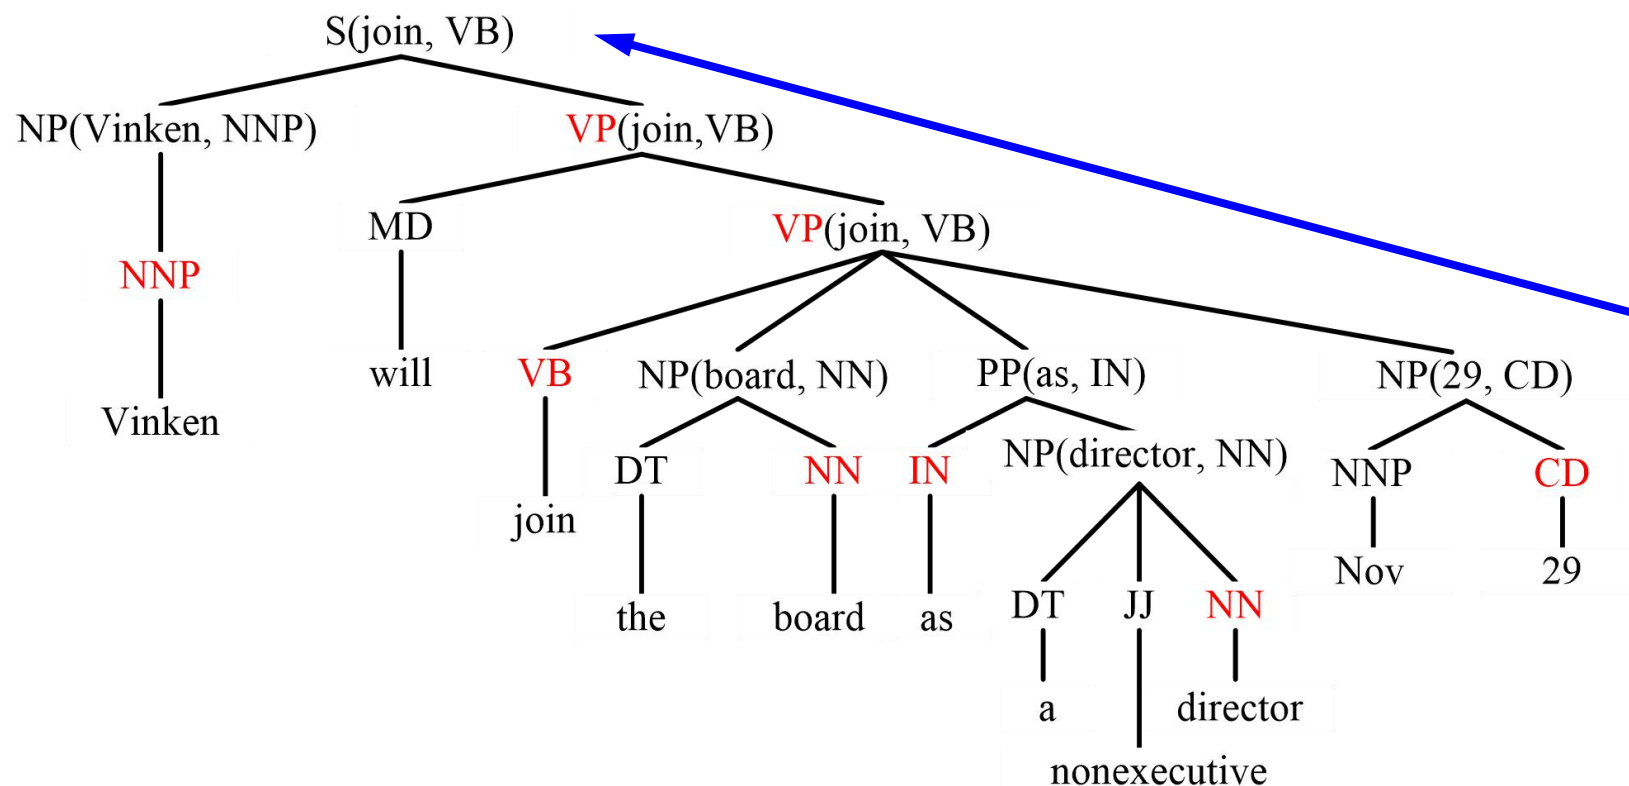 S(join, VB)
NP(Vinken, NNP) VP(join,VB)
MD VP(join, VB)
NNP
will VB NP(board, NN) PP(as, IN) NP(29, CD)
Vinken
DT NN IN NP(director, NN) NNP CD
join
Nov 29
the board as DT JJ NN
a director
nonexecutive